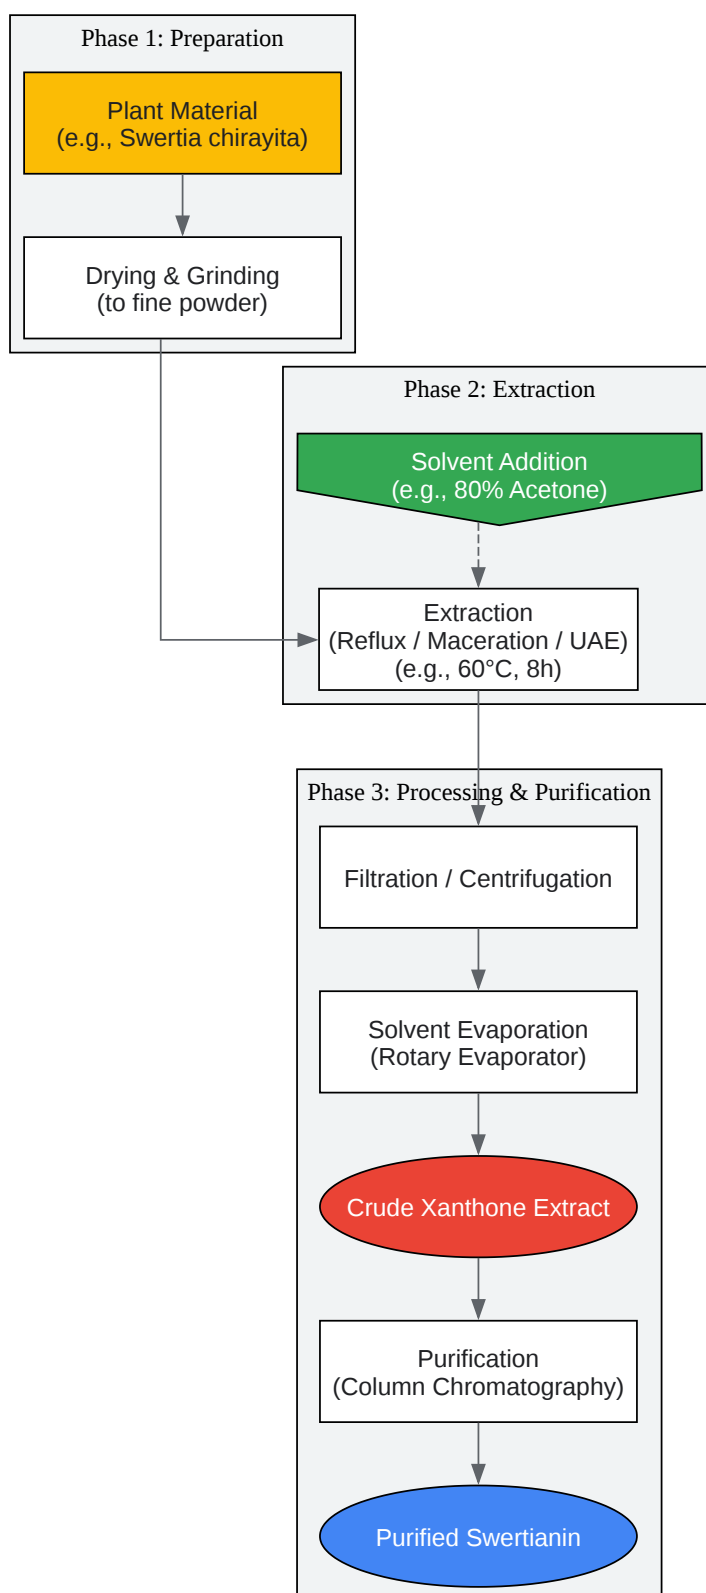 Phase 1: Preparation
Plant Material
(e.g., Swertia chirayita)
Drying & Grinding
(to fine powder)
Phase 2: Extraction
Solvent Addition
(e.g., 80% Acetone)
Extraction
(Reflux / Maceration / UAE)
(e.g., 60°C, 8h)
Phase 3: Processing & Purification
Filtration / Centrifugation
Solvent Evaporation
(Rotary Evaporator)
Crude Xanthone Extract
Purification
(Column Chromatography)
Purified Swertianin